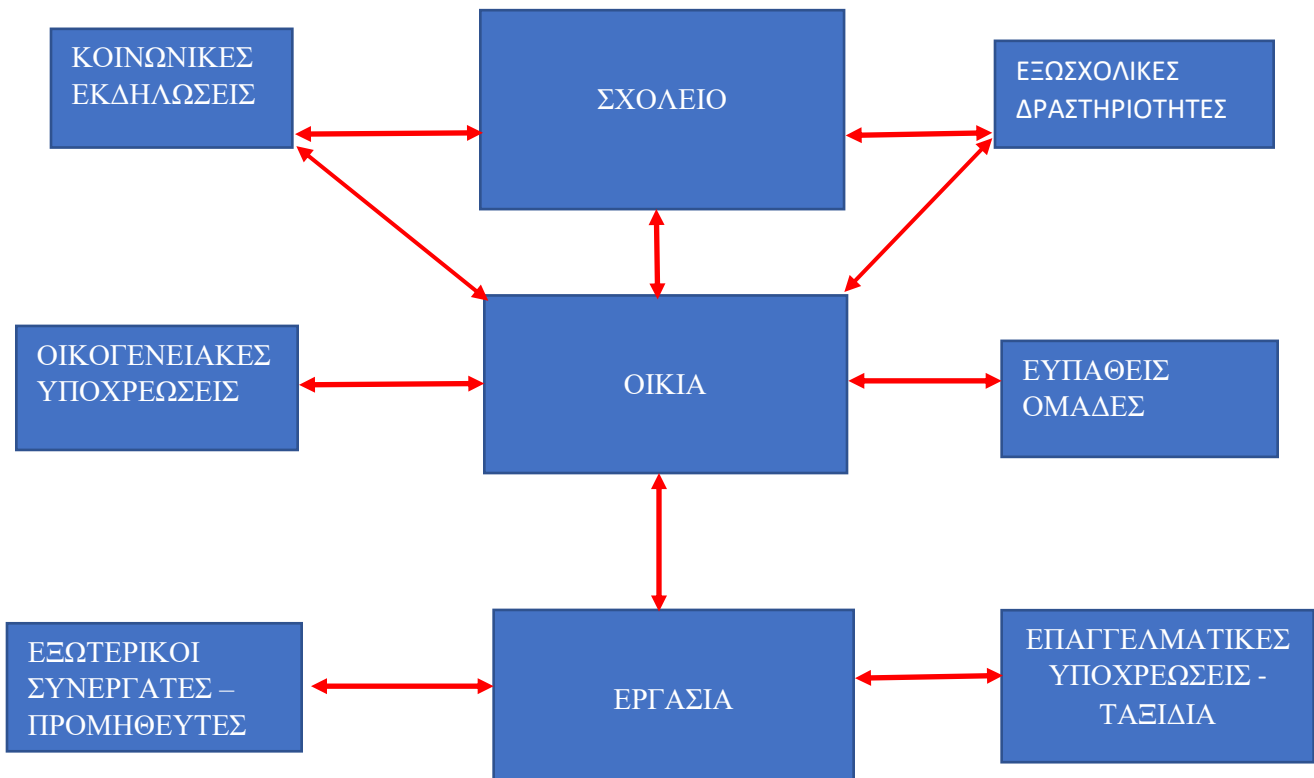 ΚΟΙΝΩΝΙΚΕΣ
ΕΚΔΗΛΩΣΕΙΣ
ΣΧΟΛΕΙΟ
ΕΞΩΣΧΟΛΙΚΕΣ
ΔΡΑΣΤΗΡΙΟΤΗΤΕΣ
ΟΙΚΟΓΕΝΕΙΑΚΕΣ
ΥΠΟΧΡΕΩΣΕΙΣ
ΟΙΚΙΑ
ΕΥΠΑΘΕΙΣ
ΟΜΑΔΕΣ
ΕΞΩΤΕΡΙΚΟΙ
ΣΥΝΕΡΓΑΤΕΣ –
ΠΡΟΜΗΘΕΥΤΕΣ
ΕΡΓΑΣΙΑ
ΕΠΑΓΓΕΛΜΑΤΙΚΕΣ
ΥΠΟΧΡΕΩΣΕΙΣ -
ΤΑΞΙΔΙΑ